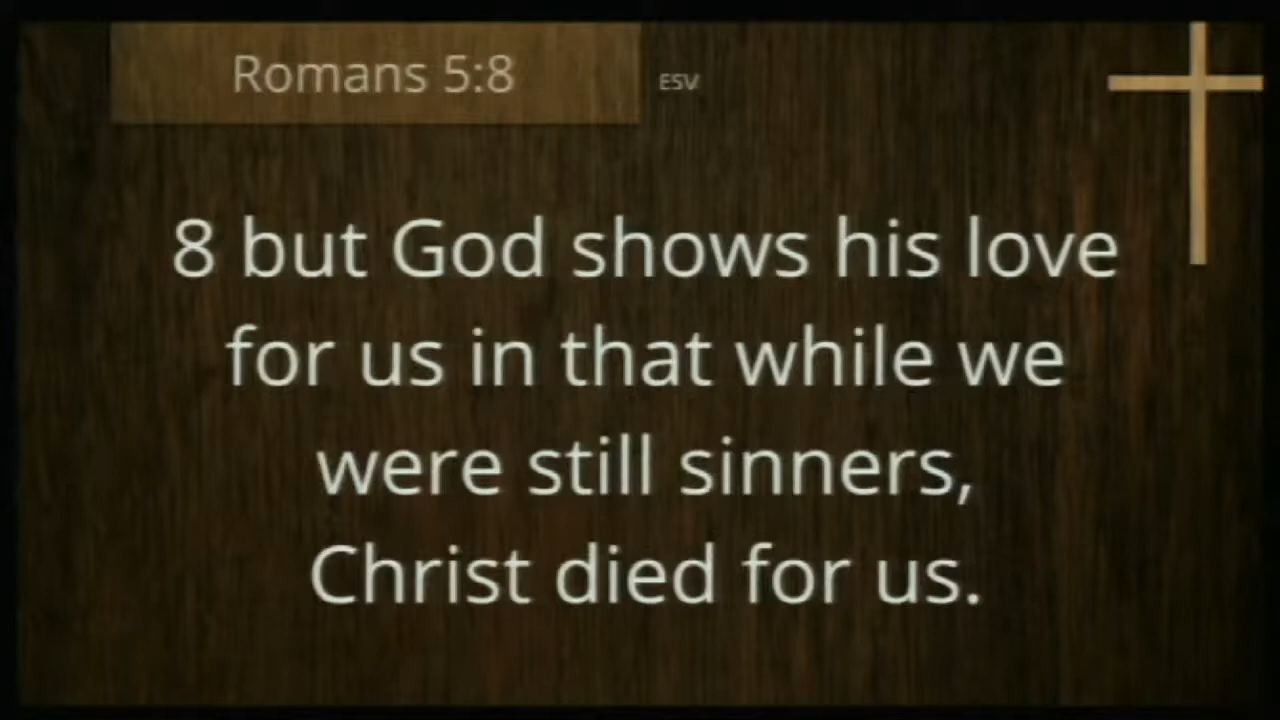 Romans 5:8 ESV
8 but God shows his love
for us in that while we
were still sinners,
Christ died for us.